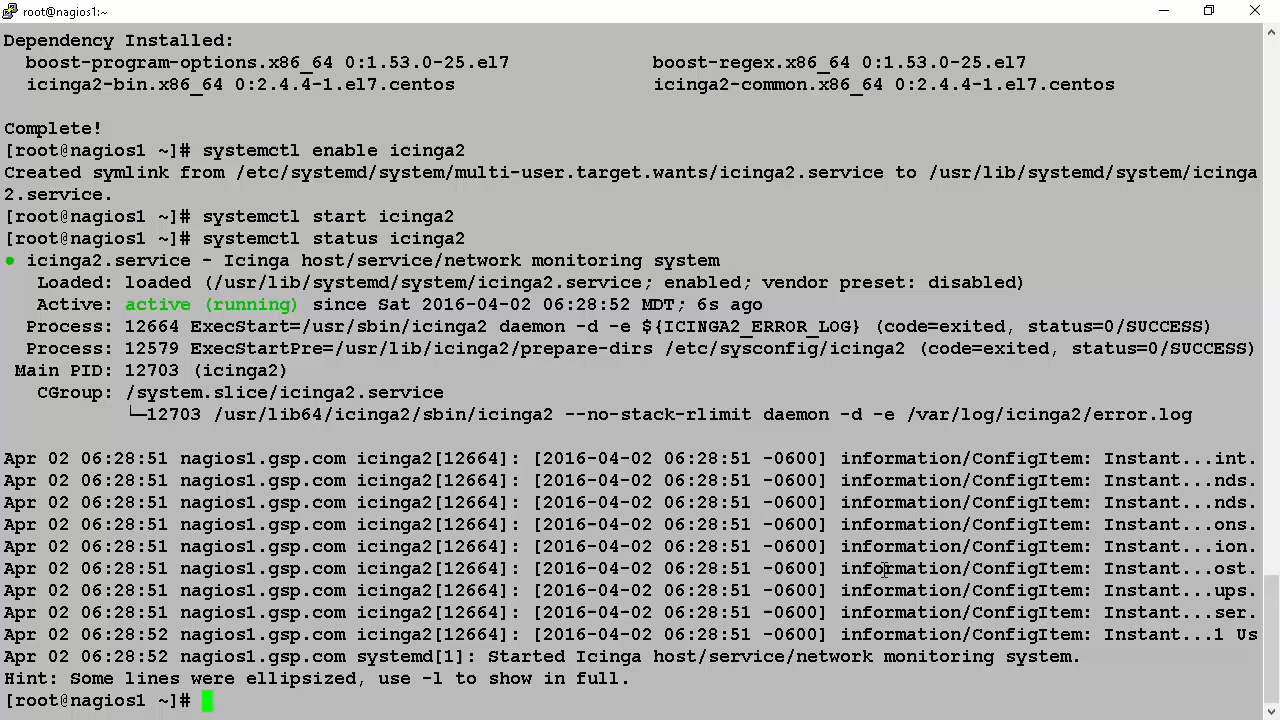 root@nagios1:~
Dependency Installed:
  boost-program-options.x86_64 0:1.53.0-25.el7             boost-regex.x86_64 0:1.53.0-25.el7
  icinga2-bin.x86_64 0:2.4.4-1.el7.centos                  icinga2-common.x86_64 0:2.4.4-1.el7.centos
Complete!
[root@nagios1 ~]# systemctl enable icinga2
Created symlink from /etc/systemd/system/multi-user.target.wants/icinga2.service to /usr/lib/systemd/system/icinga
2.service.
[root@nagios1 ~]# systemctl start icinga2
[root@nagios1 ~]# systemctl status icinga2
● icinga2.service - Icinga host/service/network monitoring system
   Loaded: loaded (/usr/lib/systemd/system/icinga2.service; enabled; vendor preset: disabled)
   Active: active (running) since Sat 2016-04-02 06:28:52 MDT; 6s ago
  Process: 12664 ExecStart=/usr/sbin/icinga2 daemon -d -e ${ICINGA2_ERROR_LOG} (code=exited, status=0/SUCCESS)
  Process: 12579 ExecStartPre=/usr/lib/icinga2/prepare-dirs /etc/sysconfig/icinga2 (code=exited, status=0/SUCCESS)
 Main PID: 12703 (icinga2)
   CGroup: /system.slice/icinga2.service
           └─12703 /usr/lib64/icinga2/sbin/icinga2 --no-stack-rlimit daemon -d -e /var/log/icinga2/error.log
Apr 02 06:28:51 nagios1.gsp.com icinga2[12664]: [2016-04-02 06:28:51 -0600] information/ConfigItem: Instant...int.
Apr 02 06:28:51 nagios1.gsp.com icinga2[12664]: [2016-04-02 06:28:51 -0600] information/ConfigItem: Instant...nds.
Apr 02 06:28:51 nagios1.gsp.com icinga2[12664]: [2016-04-02 06:28:51 -0600] information/ConfigItem: Instant...nds.
Apr 02 06:28:51 nagios1.gsp.com icinga2[12664]: [2016-04-02 06:28:51 -0600] information/ConfigItem: Instant...ons.
Apr 02 06:28:51 nagios1.gsp.com icinga2[12664]: [2016-04-02 06:28:51 -0600] information/ConfigItem: Instant...ion.
Apr 02 06:28:51 nagios1.gsp.com icinga2[12664]: [2016-04-02 06:28:51 -0600] information/ConfigItem: Instant...ost.
Apr 02 06:28:51 nagios1.gsp.com icinga2[12664]: [2016-04-02 06:28:51 -0600] information/ConfigItem: Instant...ups.
Apr 02 06:28:51 nagios1.gsp.com icinga2[12664]: [2016-04-02 06:28:51 -0600] information/ConfigItem: Instant...ser.
Apr 02 06:28:52 nagios1.gsp.com icinga2[12664]: [2016-04-02 06:28:51 -0600] information/ConfigItem: Instant...1 Us
Apr 02 06:28:52 nagios1.gsp.com systemd[1]: Started Icinga host/service/network monitoring system.
Hint: Some lines were ellipsized, use -l to show in full.
[root@nagios1 ~]#